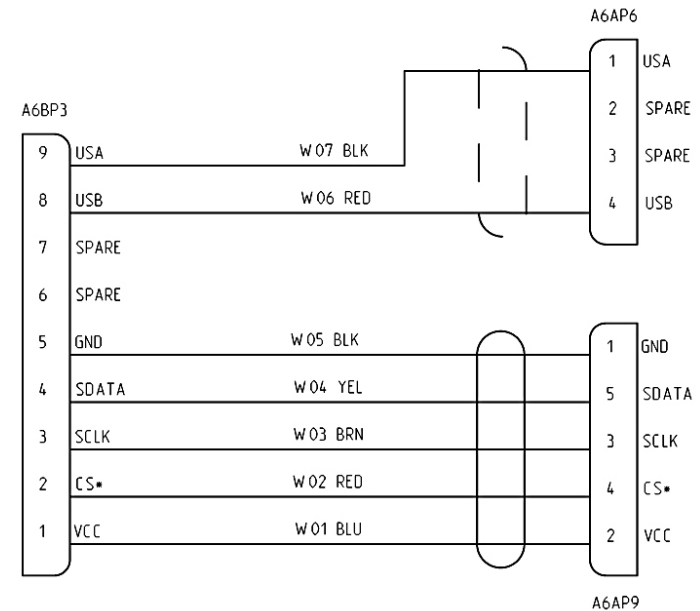 A6AP6
1 USA
2 SPARE
3 SPARE
4 USB
A6BP3
9 USA W07 BLK
8 USB W06 RED
7 SPARE
6 SPARE
5 GND W05 BLK
4 SDATA W04 YEL
3 SCLK W03 BRN
2 CS* W02 RED
1 VCC W01 BLU
1 GND
5 SDATA
3 SCLK
4 CS*
2 VCC
A6AP9